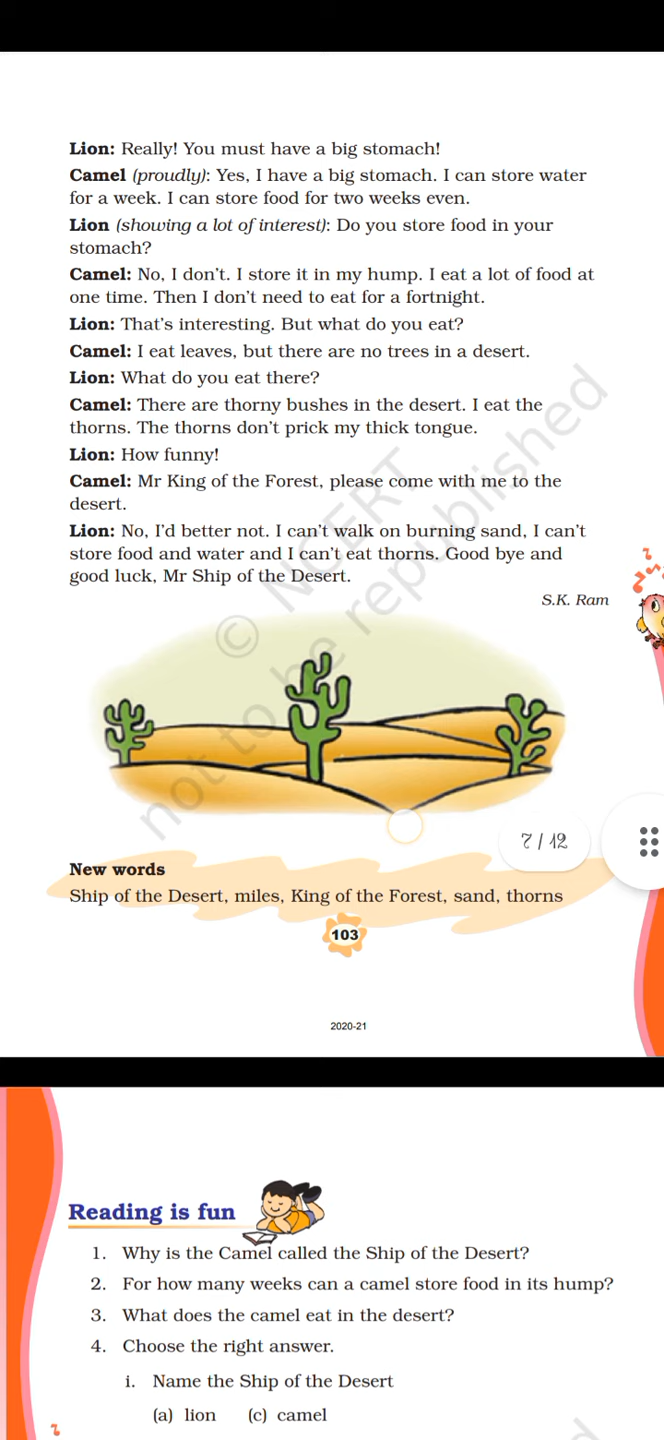 Lion: Really! You must have a big stomach!
Camel (proudly): Yes, I have a big stomach. I can store water
for a week. I can store food for two weeks even.
Lion (showing a lot of interest): Do you store food in your
stomach?
Camel: No, I don't. I store it in my hump. I eat a lot of food at
one time. Then I don't need to eat for a fortnight.
Lion: That's interesting. But what do you eat?
Camel: I eat leaves, but there are no trees in a desert.
Lion: What do you eat there?
Camel: There are thorny bushes in the desert. I eat the
thorns. The thorns don't prick my thick tongue.
Lion: How funny!
Camel: Mr King of the Forest, please come with me to the
desert.
Lion: No, I'd better not. I can't walk on burning sand, I can't
store food and water and I can't eat thorns. Good bye and
good luck, Mr Ship of the Desert.
S.K. Ram
© NCERT
not to be republished
7 / 12
New words
Ship of the Desert, miles, King of the Forest, sand, thorns
103
2020-21
Reading is fun
1. Why is the Camel called the Ship of the Desert?
2. For how many weeks can a camel store food in its hump?
3. What does the camel eat in the desert?
4. Choose the right answer.
i. Name the Ship of the Desert
(a) lion (c) camel